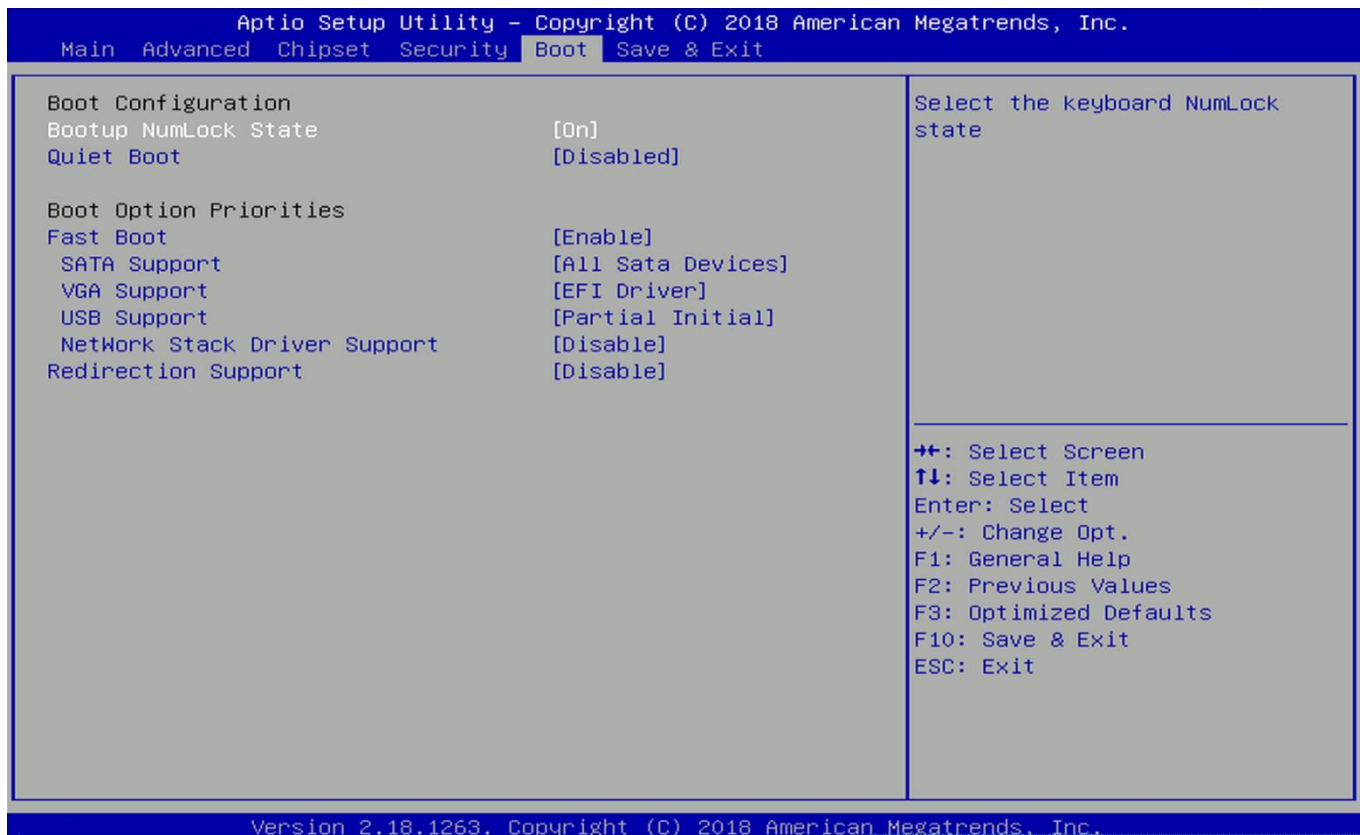 Aptio Setup Utility – Copyright (C) 2018 American Megatrends, Inc.
Main Advanced Chipset Security Boot Save & Exit
Boot Configuration
Bootup NumLock State [On]
Quiet Boot [Disabled]
Boot Option Priorities
Fast Boot [Enable]
SATA Support [All Sata Devices]
VGA Support [EFI Driver]
USB Support [Partial Initial]
NetWork Stack Driver Support [Disable]
Redirection Support [Disable]
Select the keyboard NumLock
state
→←: Select Screen
↑↓: Select Item
Enter: Select
+/-: Change Opt.
F1: General Help
F2: Previous Values
F3: Optimized Defaults
F10: Save & Exit
ESC: Exit
Version 2.18.1263. Copyright (C) 2018 American Megatrends, Inc.